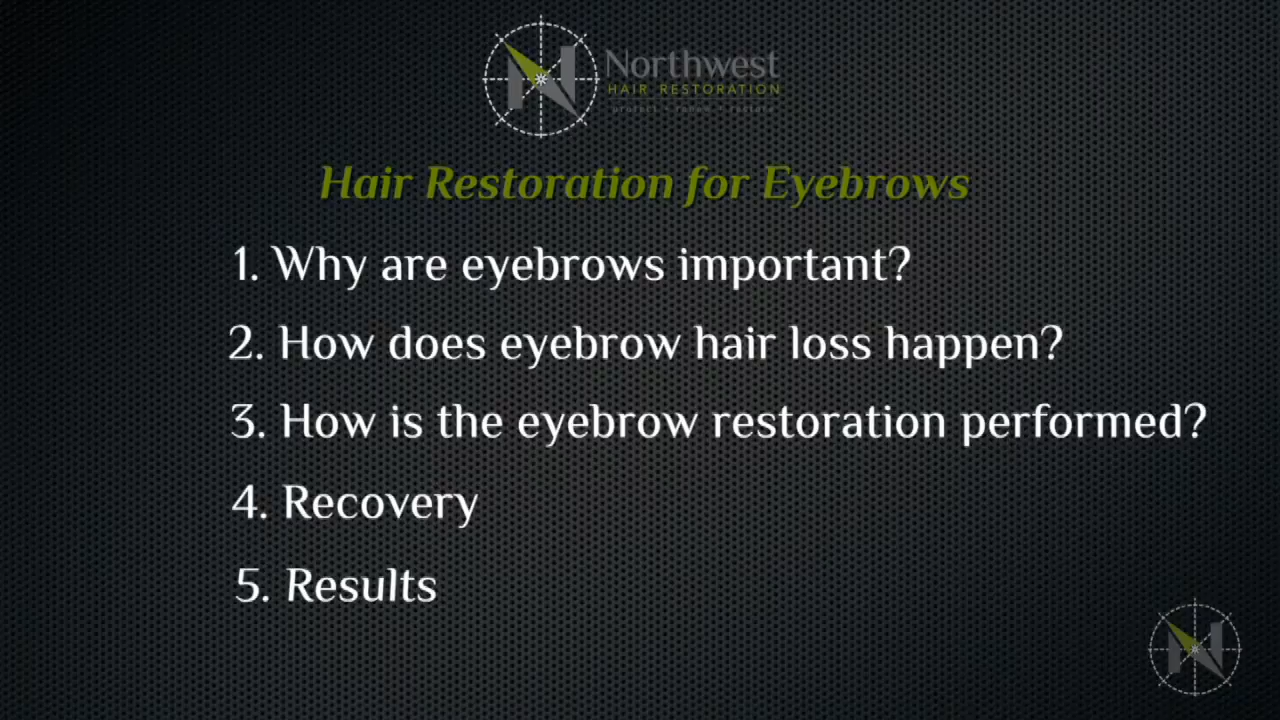 Northwest
HAIR RESTORATION
Hair Restoration for Eyebrows
1. Why are eyebrows important?
2. How does eyebrow hair loss happen?
3. How is the eyebrow restoration performed?
4. Recovery
5. Results